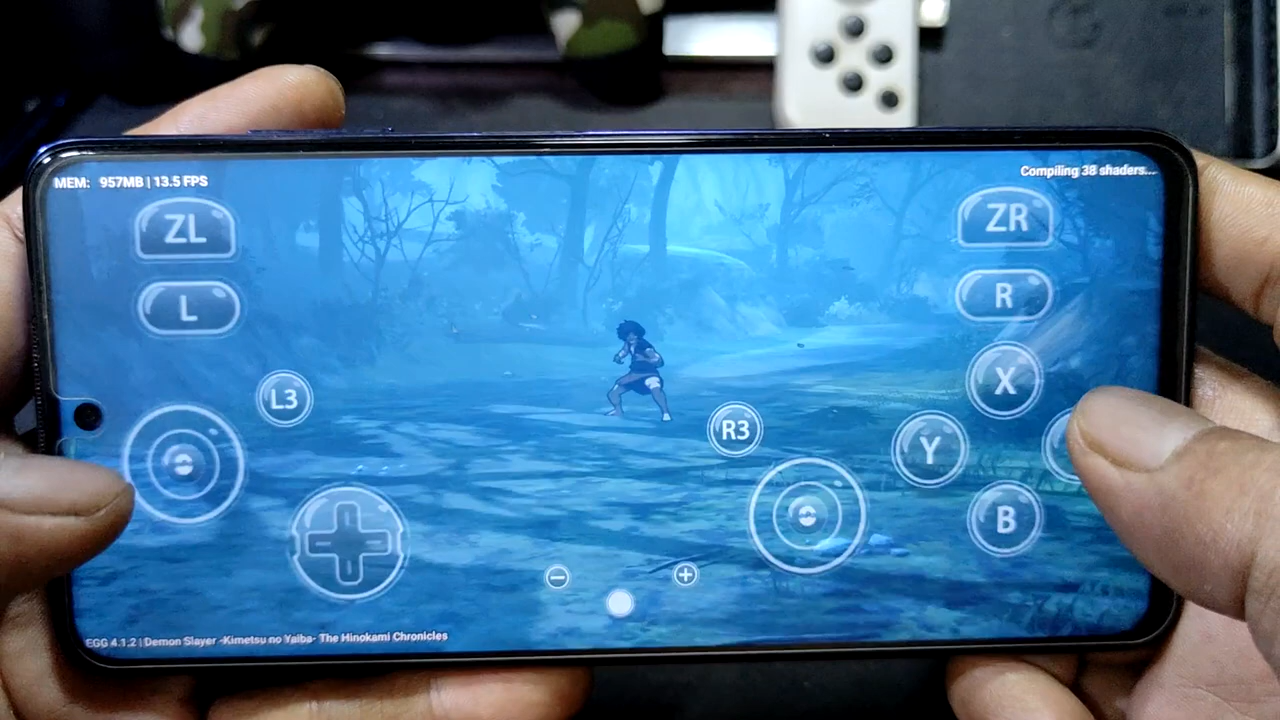 MEM: 957MB | 13.5 FPS
Compiling 38 shaders...
ZL
ZR
L
R
X
L3
R3
Y
B
EGG 4.1.2 | Demon Slayer -Kimetsu no Yaiba- The Hinokami Chronicles